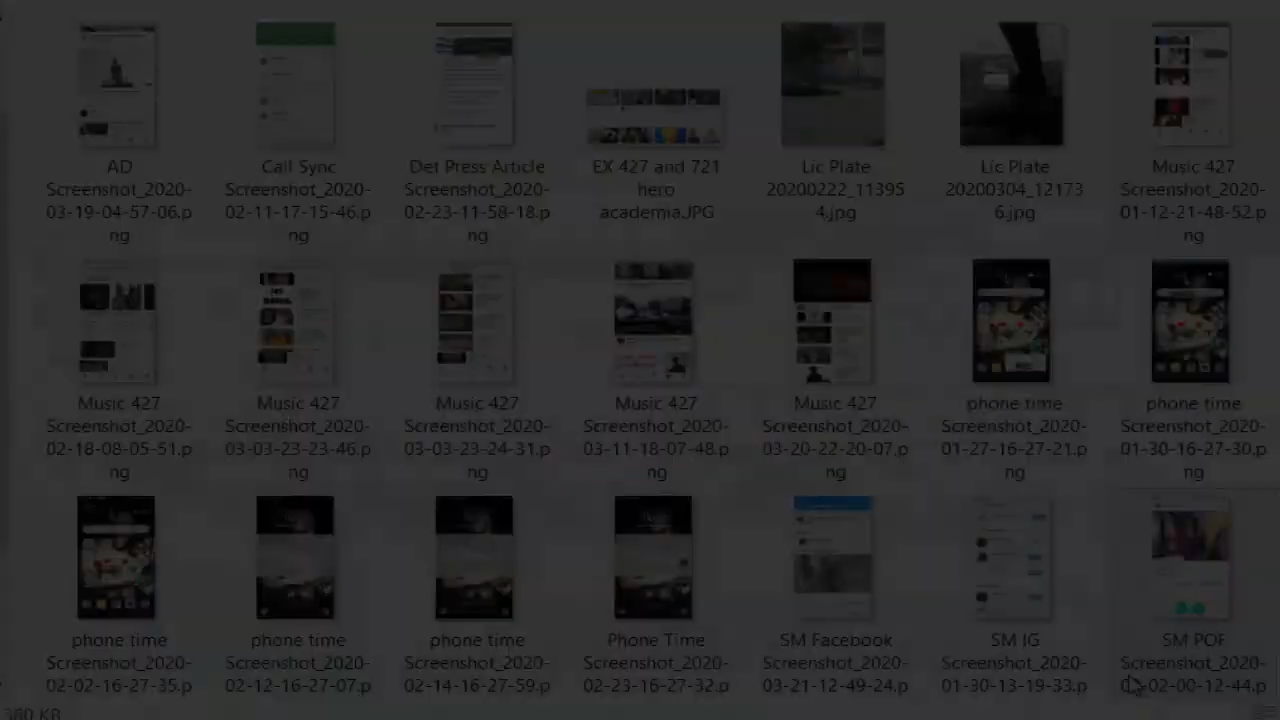 AD
Screenshot_2020-
03-19-04-57-06.p
ng
Call Sync
Screenshot_2020-
02-11-17-15-46.p
ng
Det Press Article
Screenshot_2020-
02-23-11-58-18.p
ng
EX 427 and 721
hero
academia.JPG
Lic Plate
20200222_11395
4.jpg
Lic Plate
20200304_12173
6.jpg
Music 427
Screenshot_2020-
01-12-21-48-52.p
ng
Music 427
Screenshot_2020-
02-18-08-05-51.p
ng
Music 427
Screenshot_2020-
03-03-23-23-46.p
ng
Music 427
Screenshot_2020-
03-03-23-24-31.p
ng
Music 427
Screenshot_2020-
03-11-18-07-48.p
ng
Music 427
Screenshot_2020-
03-20-22-20-07.p
ng
phone time
Screenshot_2020-
01-27-16-27-21.p
ng
phone time
Screenshot_2020-
01-30-16-27-30.p
ng
phone time
Screenshot_2020-
02-02-16-27-35.p
phone time
Screenshot_2020-
02-12-16-27-07.p
phone time
Screenshot_2020-
02-14-16-27-59.p
Phone Time
Screenshot_2020-
02-23-16-27-32.p
SM Facebook
Screenshot_2020-
03-21-12-49-24.p
SM IG
Screenshot_2020-
01-30-13-19-33.p
SM POF
Screenshot_2020-
02-00-12-44.p
380 KB